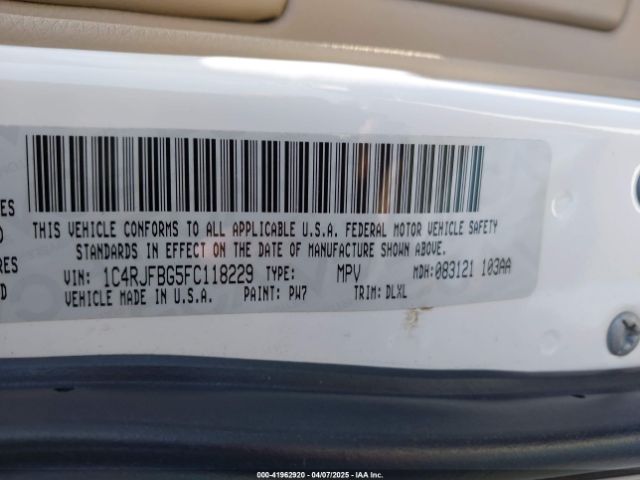 ES
THIS VEHICLE CONFORMS TO ALL APPLICABLE U.S.A. FEDERAL MOTOR VEHICLE SAFETY
STANDARDS IN EFFECT ON THE DATE OF MANUFACTURE SHOWN ABOVE.
RES
VIN: 1C4RJFBG5FC118229 TYPE: MPV MDH: 083121 103AA
VEHICLE MADE IN U.S.A. PAINT: PW7 TRIM: DLXL
000-41962920 04/07/2025 IAA Inc.